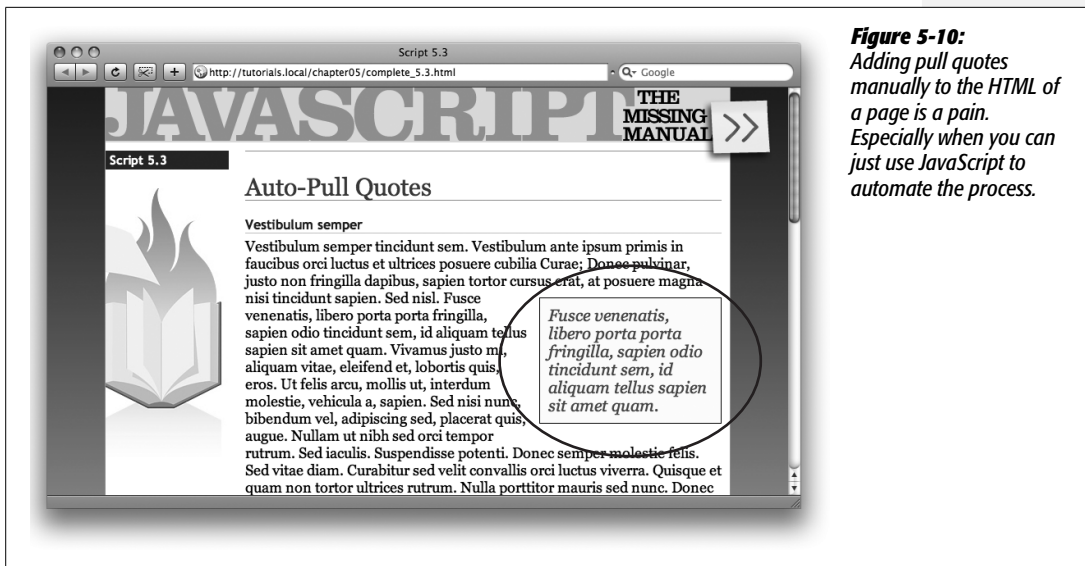 Script 5.3
http://tutorials.local/chapter05/complete_5.3.html
Google
JAVASCRIPT
THE
MISSING
MANUAL
>>
Script 5.3
Auto-Pull Quotes
Vestibulum semper
Vestibulum semper tincidunt sem. Vestibulum ante ipsum primis in
faucibus orci luctus et ultrices posuere cubilia Curae; Donec pulvinar,
justo non fringilla dapibus, sapien tortor cursus erat, at posuere magna
nisi tincidunt sapien. Sed nisl. Fusce
venenatis, libero porta porta fringilla,
sapien odio tincidunt sem, id aliquam tellus
sapien sit amet quam. Vivamus justo mi,
aliquam vitae, eleifend et, lobortis quis,
eros. Ut felis arcu, mollis ut, interdum
molestie, vehicula a, sapien. Sed nisi nunc,
bibendum vel, adipiscing sed, placerat quis,
augue. Nullam ut nibh sed orci tempor
rutrum. Sed iaculis. Suspendisse potenti. Donec semper molestie felis.
Sed vitae diam. Curabitur sed velit convallis orci luctus viverra. Quisque et
quam non tortor ultrices rutrum. Nulla porttitor mauris sed nunc. Donec
Fusce venenatis,
libero porta porta
fringilla, sapien odio
tincidunt sem, id
aliquam tellus sapien
sit amet quam.
Figure 5-10:
Adding pull quotes
manually to the HTML of
a page is a pain.
Especially when you can
just use JavaScript to
automate the process.